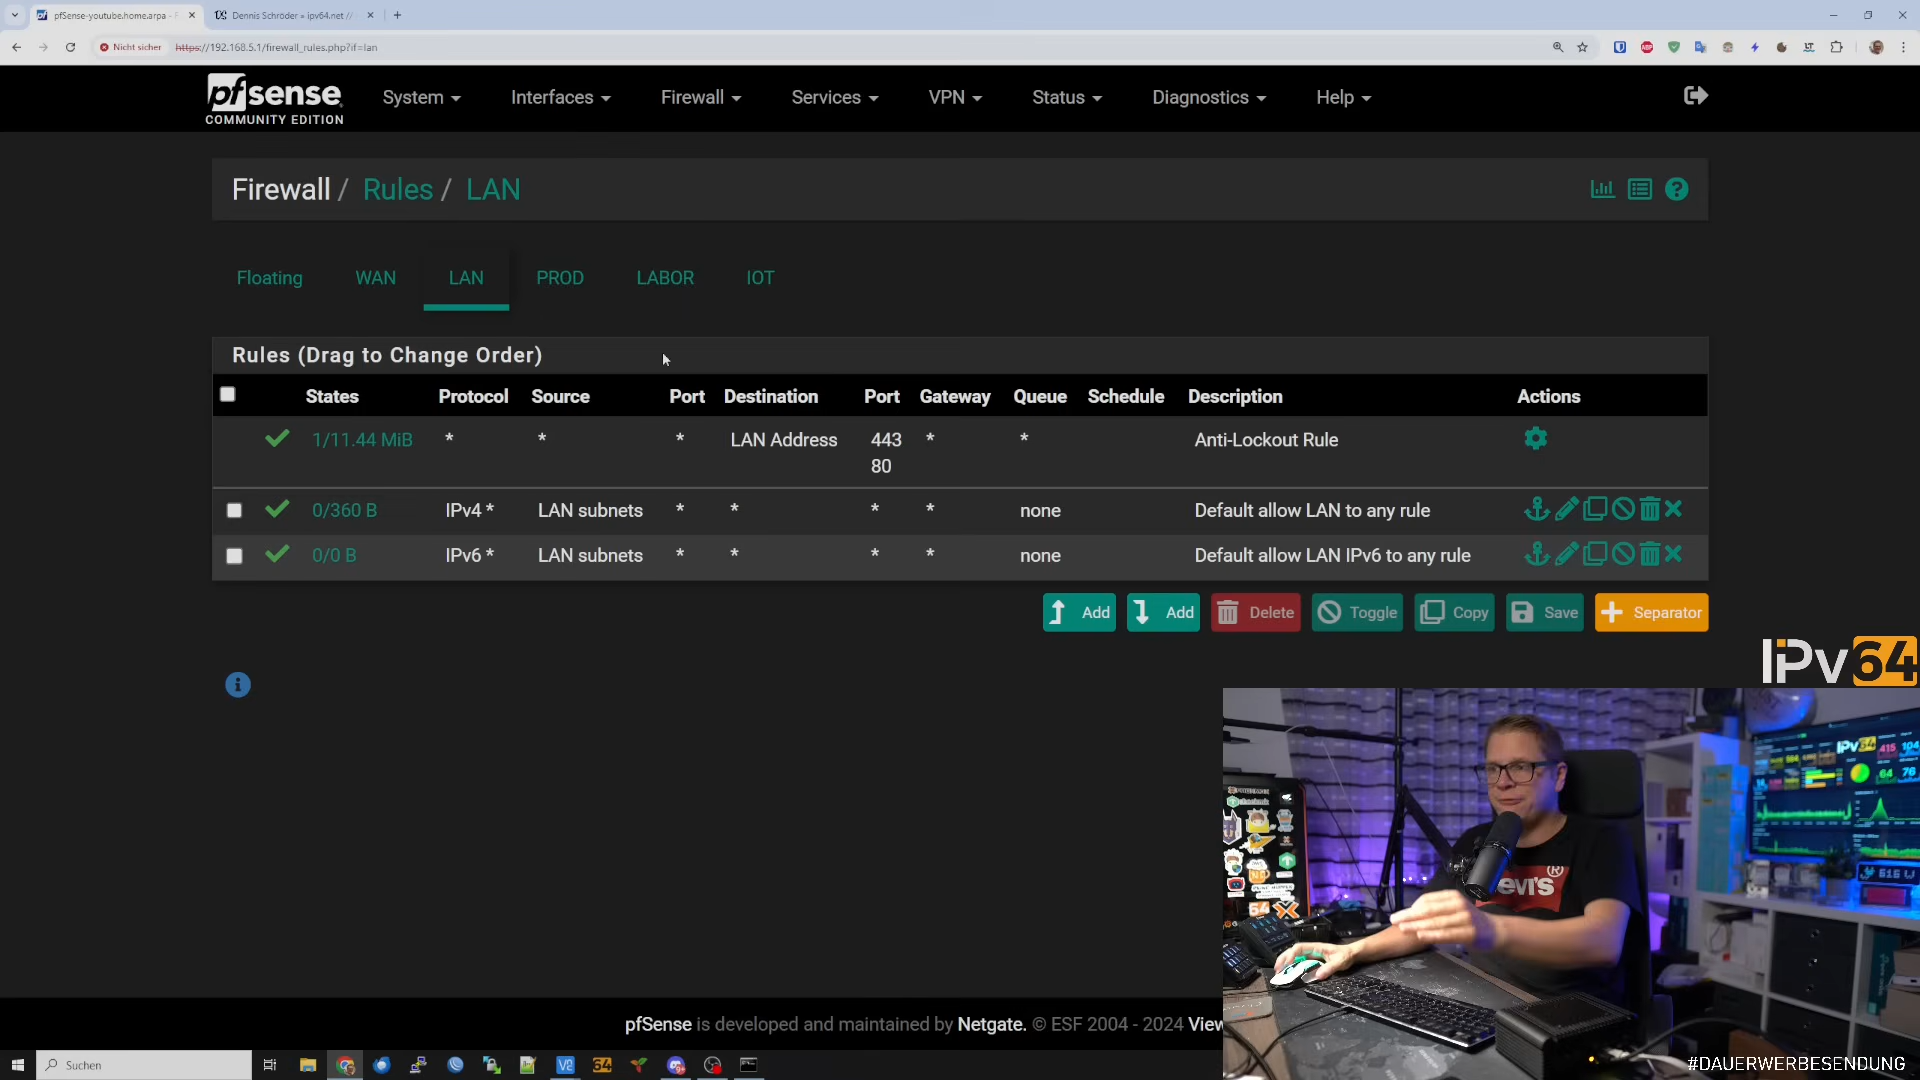 pfSense-youtube.home.arpa - F
Dennis Schröder = ipv64.net //
Nicht sicher https://192.168.5.1/firewall_rules.php?if=lan
pfsense COMMUNITY EDITION
System Interfaces Firewall Services VPN Status Diagnostics Help
Firewall / Rules / LAN
Floating WAN LAN PROD LABOR IOT
Rules (Drag to Change Order)
States Protocol Source Port Destination Port Gateway Queue Schedule Description Actions
1/11.44 MiB * * * LAN Address 443 80 * * Anti-Lockout Rule
0/360 B IPv4 * LAN subnets * * * * none Default allow LAN to any rule
0/0 B IPv6 * LAN subnets * * * * none Default allow LAN IPv6 to any rule
Add Add Delete Toggle Copy Save Separator
IPv64
evi's
pfSense is developed and maintained by Netgate. © ESF 2004 - 2024 View
Suchen
#DAUERWERBESENDUNG